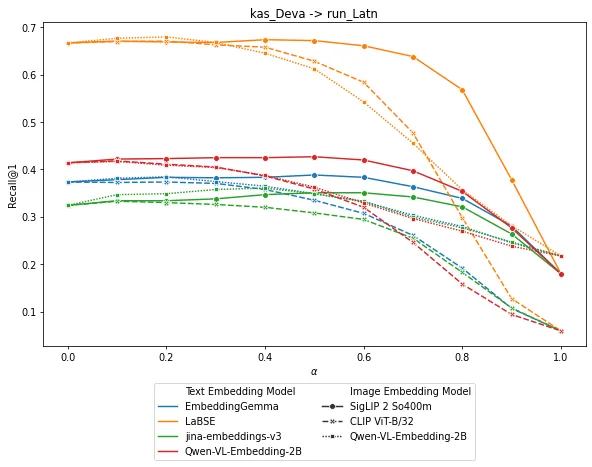 kas_Deva -> run_Latn
0.7
0.6
0.5
0.4
0.3
0.2
0.1
Recall@1
0.0 0.2 0.4 0.6 0.8 1.0
α
Text Embedding Model Image Embedding Model
EmbeddingGemma SigLIP 2 So400m
LaBSE CLIP ViT-B/32
jina-embeddings-v3 Qwen-VL-Embedding-2B
Qwen-VL-Embedding-2B